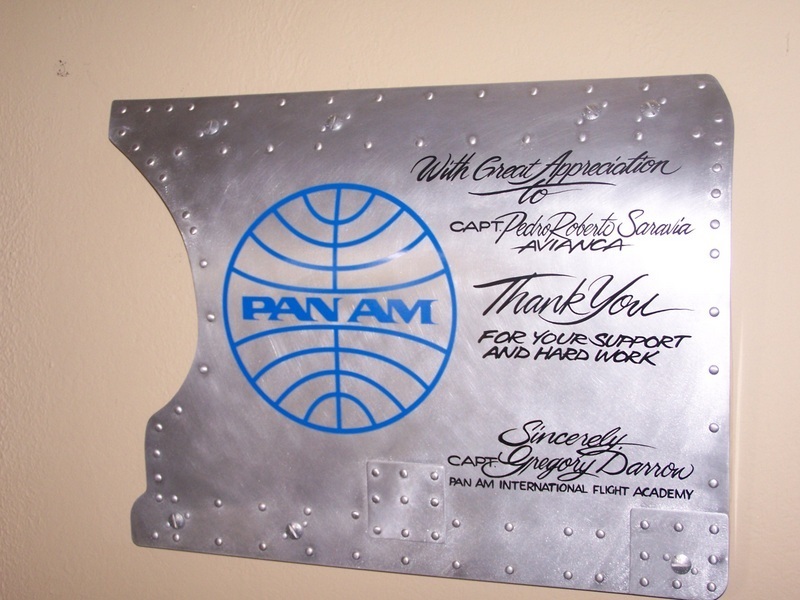 PAN AM
With Great Appreciation
to
CAPT. Pedro Roberto Saravia
AVIANCA
Thank You
FOR YOUR SUPPORT
AND HARD WORK
Sincerely
CAPT. Gregory Darrow
PAN AM INTERNATIONAL FLIGHT ACADEMY